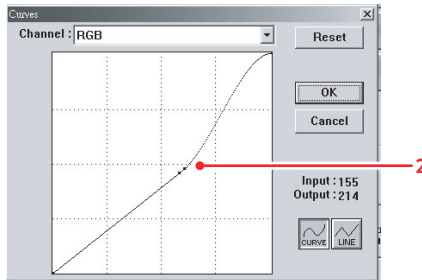 Curves
Channel : RGB
Reset
OK
Cancel
2
Input : 155
Output : 214
CURVE
LINE